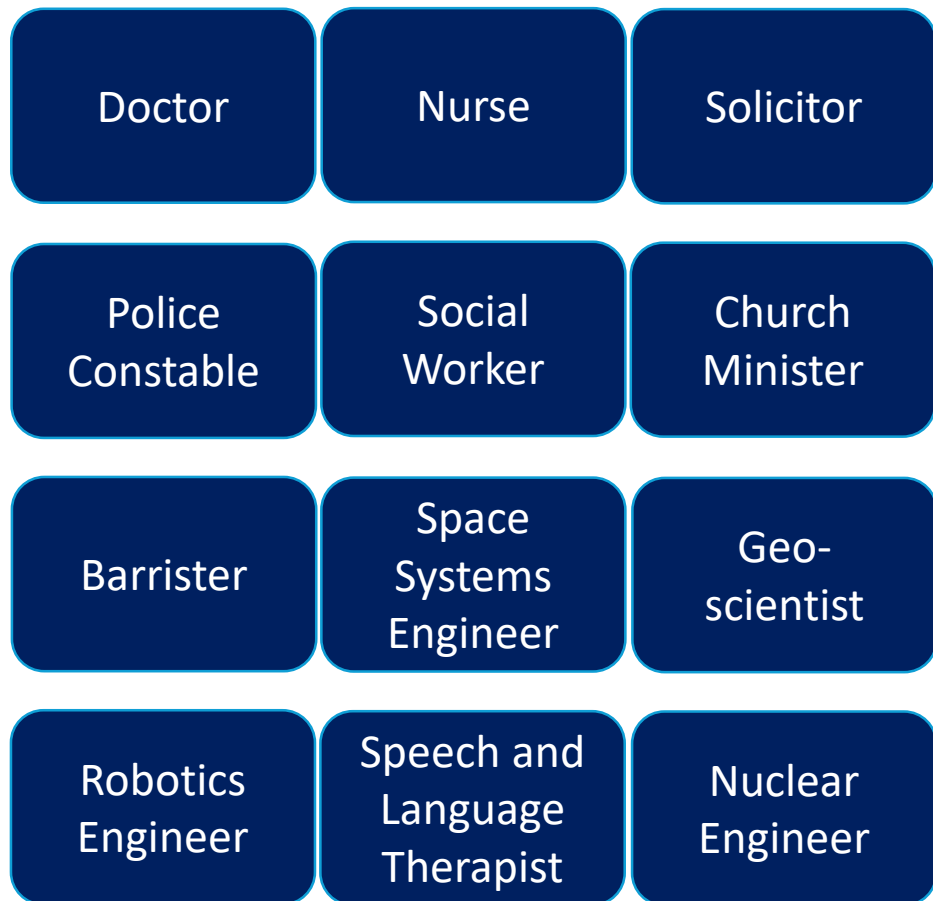 Doctor
Nurse
Solicitor
Police
Constable
Social
Worker
Church
Minister
Barrister
Space
Systems
Engineer
Geo-
scientist
Robotics
Engineer
Speech and
Language
Therapist
Nuclear
Engineer